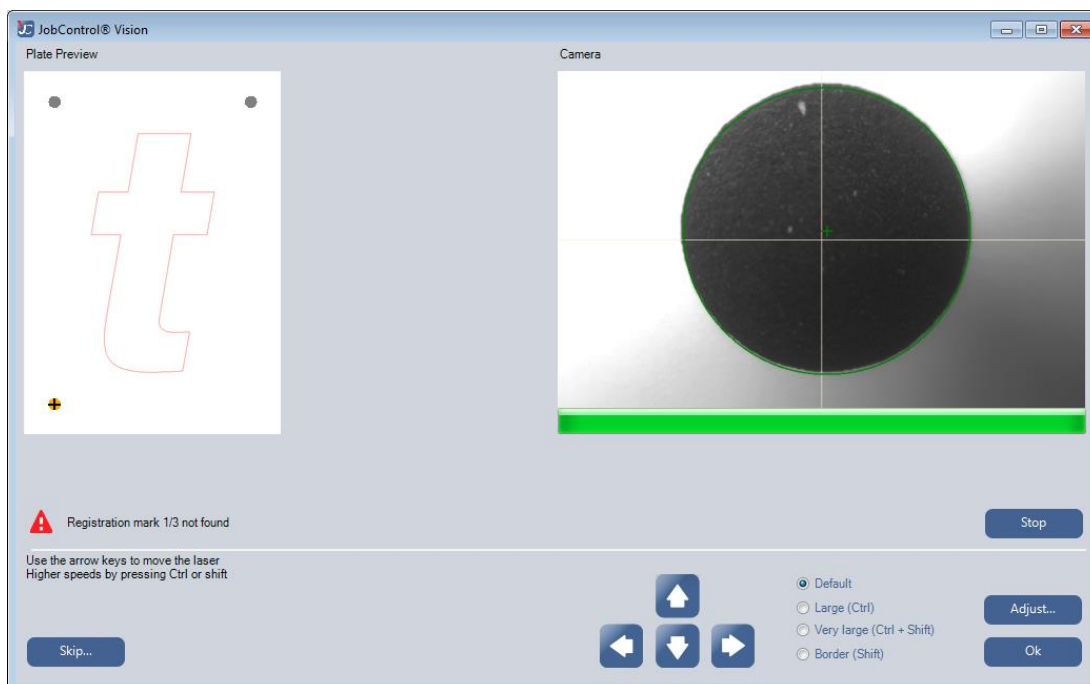 JobControl® Vision
Plate Preview
Camera
t
Registration mark 1/3 not found
Stop
Use the arrow keys to move the laser
Higher speeds by pressing Ctrl or shift
Default
Large (Ctrl)
Very large (Ctrl + Shift)
Border (Shift)
Adjust...
Skip...
Ok